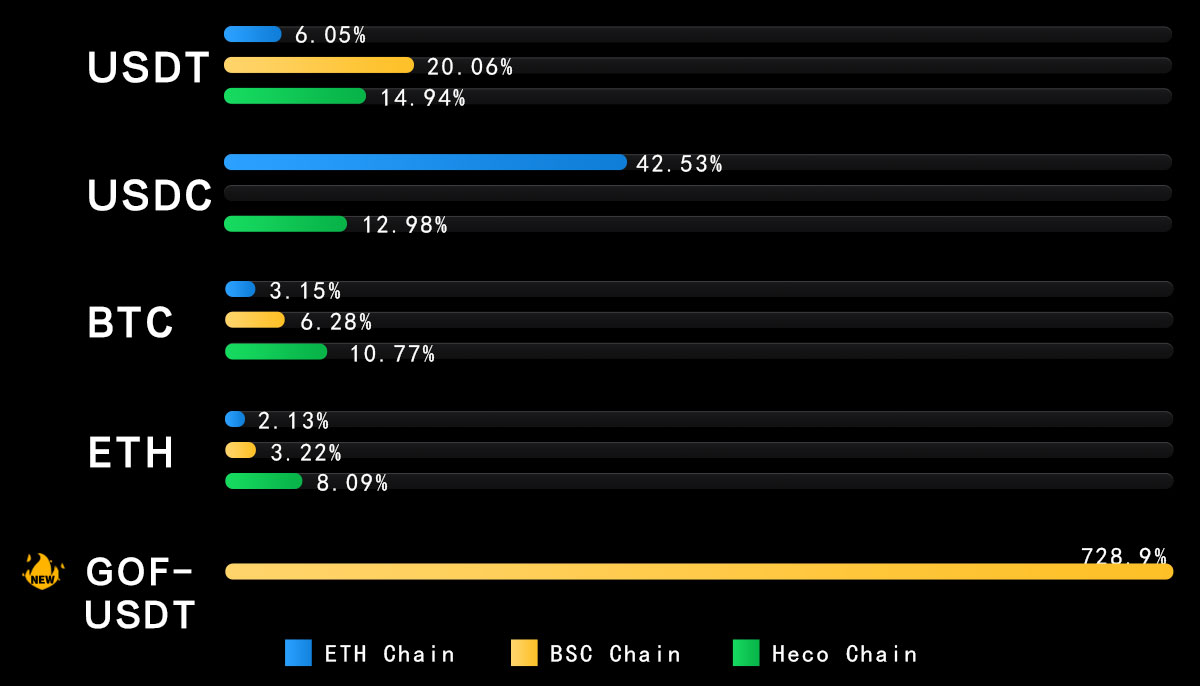 6.05%
USDT
20.06%
14.94%
42.53%
USDC
12.98%
3.15%
BTC
6.28%
10.77%
2.13%
ETH
3.22%
8.09%
728.9%
NEW
GOF-
USDT
ETH Chain
BSC Chain
Heco Chain